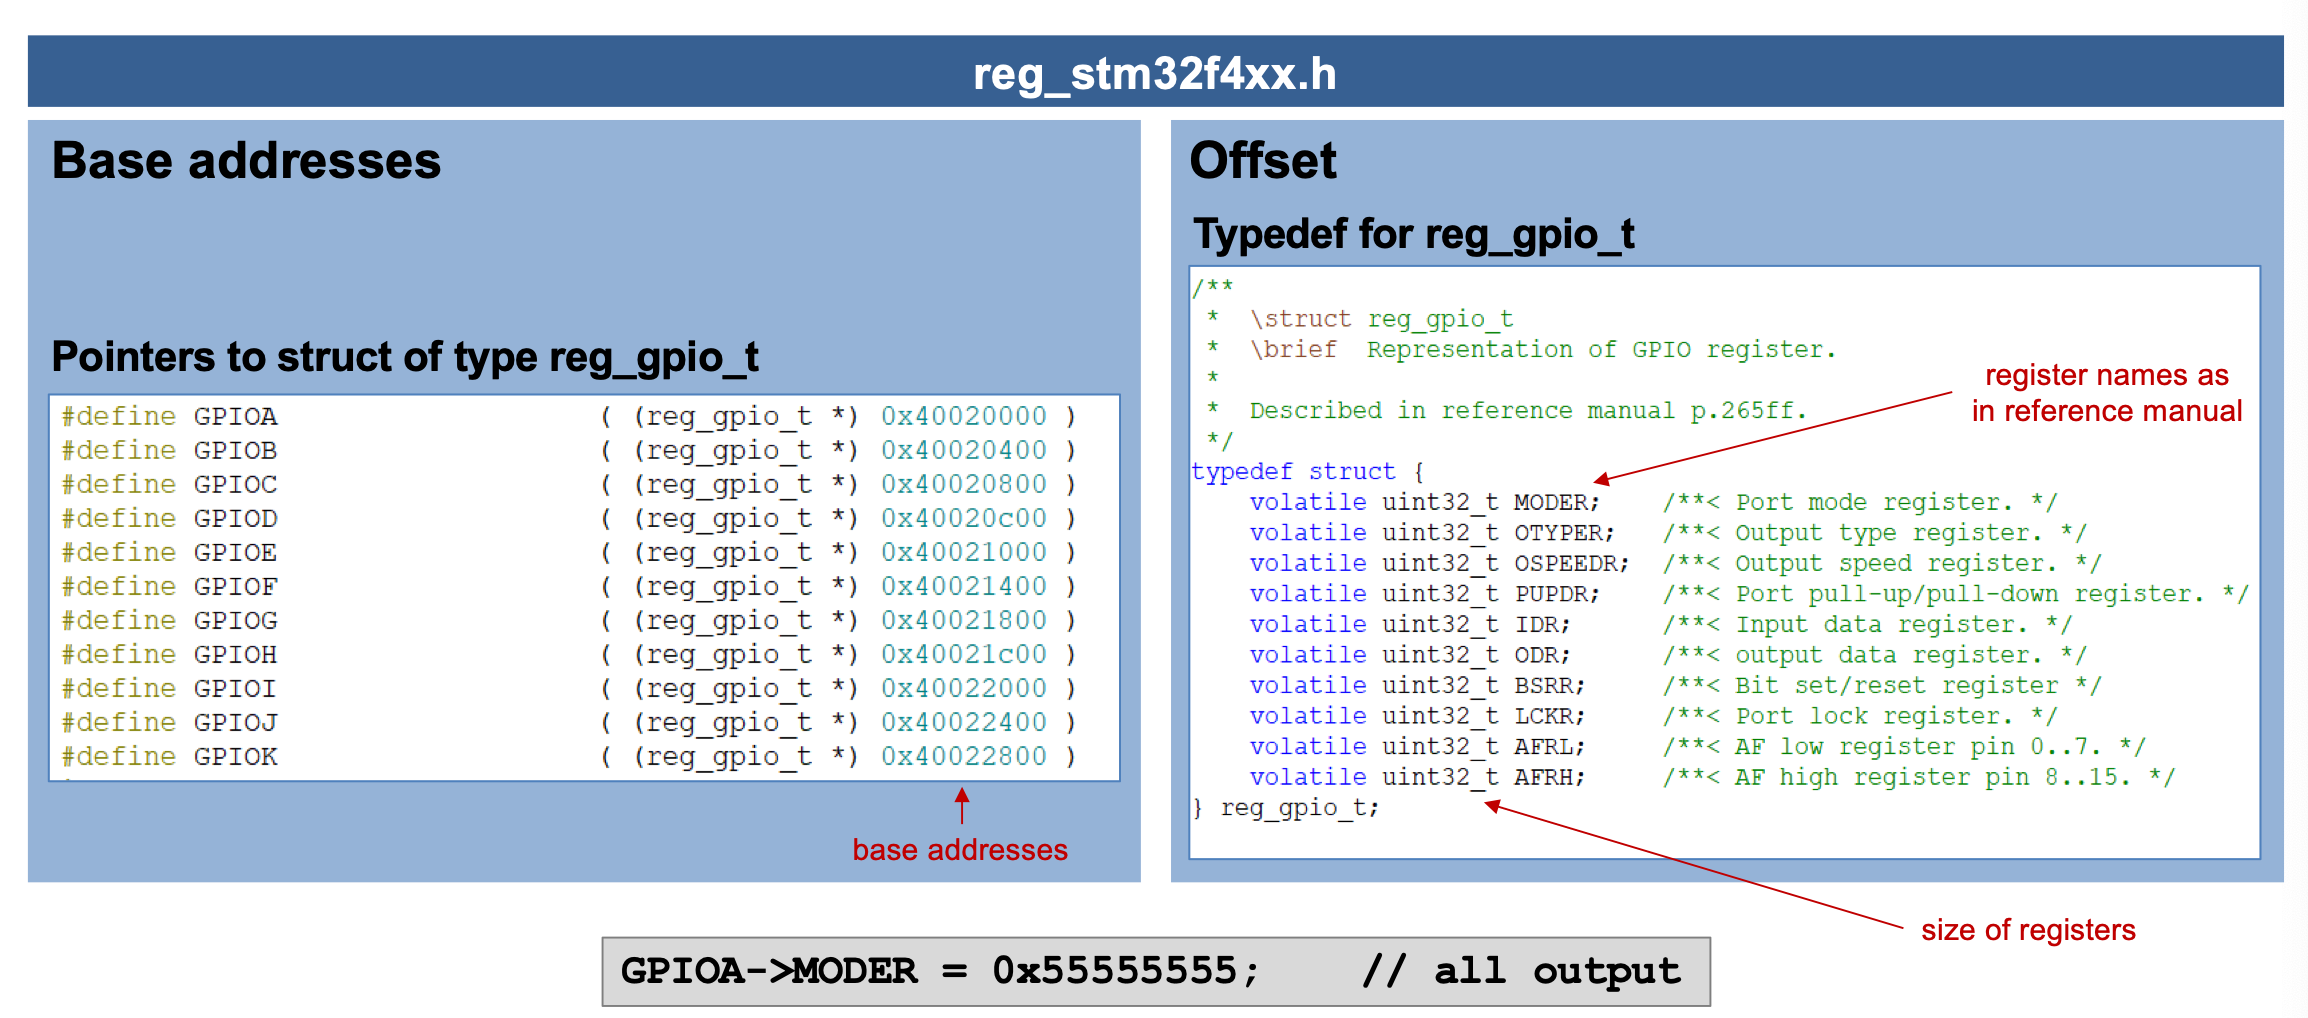 reg_stm32f4xx.h
Base addresses
Pointers to struct of type reg_gpio_t
#define GPIOA ( (reg_gpio_t *) 0x40020000 )
#define GPIOB ( (reg_gpio_t *) 0x40020400 )
#define GPIOC ( (reg_gpio_t *) 0x40020800 )
#define GPIOD ( (reg_gpio_t *) 0x40020c00 )
#define GPIOE ( (reg_gpio_t *) 0x40021000 )
#define GPIOF ( (reg_gpio_t *) 0x40021400 )
#define GPIOG ( (reg_gpio_t *) 0x40021800 )
#define GPIOH ( (reg_gpio_t *) 0x40021c00 )
#define GPIOI ( (reg_gpio_t *) 0x40022000 )
#define GPIOJ ( (reg_gpio_t *) 0x40022400 )
#define GPIOK ( (reg_gpio_t *) 0x40022800 )
base addresses
Offset
Typedef for reg_gpio_t
/**
* \struct reg_gpio_t
* \brief Representation of GPIO register.
*
* Described in reference manual p.265ff.
*/
typedef struct {
volatile uint32_t MODER; /**< Port mode register. */
volatile uint32_t OTYPER; /**< Output type register. */
volatile uint32_t OSPEEDR; /**< Output speed register. */
volatile uint32_t PUPDR; /**< Port pull-up/pull-down register. */
volatile uint32_t IDR; /**< Input data register. */
volatile uint32_t ODR; /**< output data register. */
volatile uint32_t BSRR; /**< Bit set/reset register */
volatile uint32_t LCKR; /**< Port lock register. */
volatile uint32_t AFRL; /**< AF low register pin 0..7. */
volatile uint32_t AFRH; /**< AF high register pin 8..15. */
} reg_gpio_t;
register names as
in reference manual
size of registers
GPIOA->MODER = 0x55555555; // all output